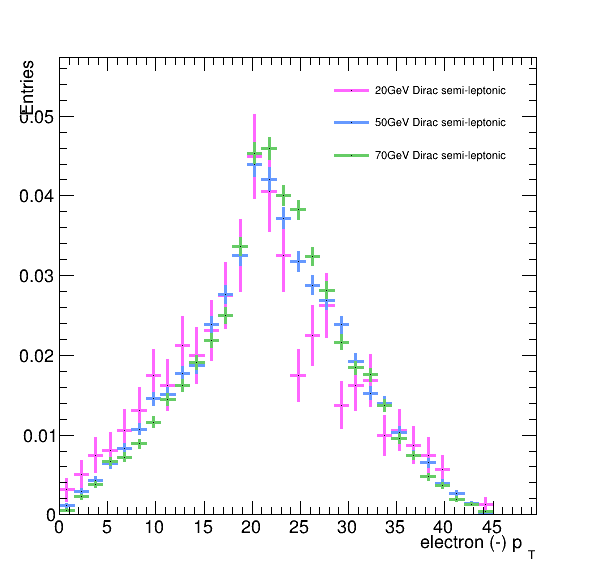 Entries
20GeV Dirac semi-leptonic
50GeV Dirac semi-leptonic
70GeV Dirac semi-leptonic
0.05
0.04
0.03
0.02
0.01
0
0 5 10 15 20 25 30 35 40 45
electron (-) p T